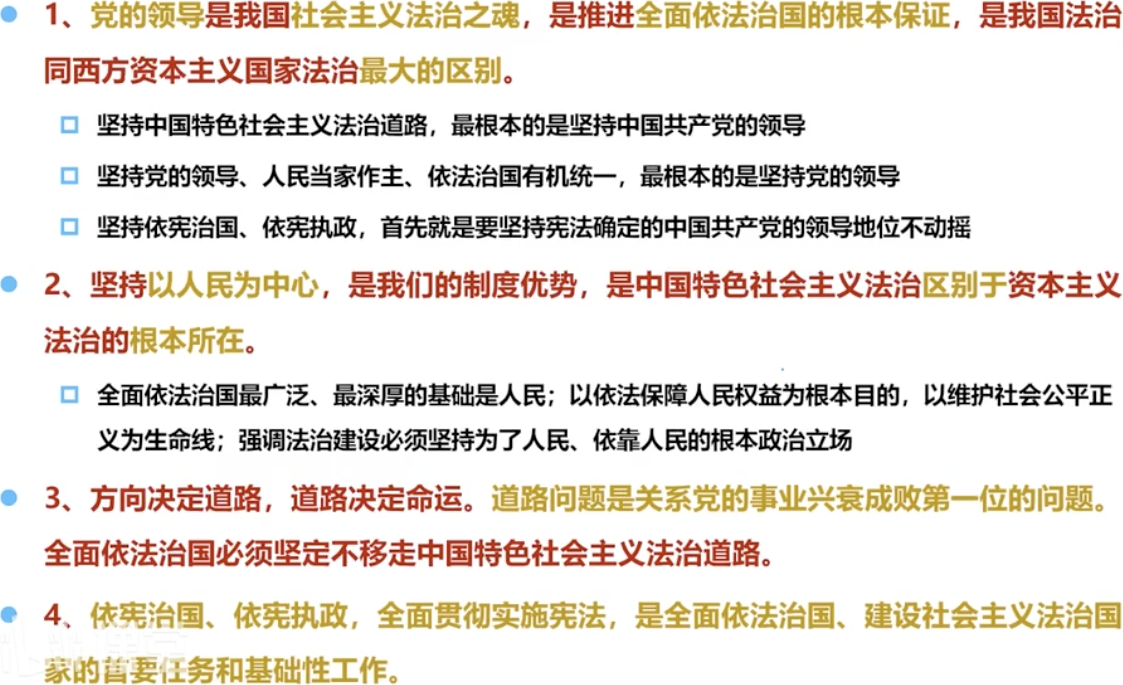 1、党的领导是我国社会主义法治之魂，是推进全面依法治国的根本保证，是我国法治
同西方资本主义国家法治最大的区别。
坚持中国特色社会主义法治道路，最根本的是坚持中国共产党的领导
坚持党的领导、人民当家作主、依法治国有机统一，最根本的是坚持党的领导
坚持依宪治国、依宪执政，首先就是要坚持宪法确定的中国共产党的领导地位不动摇
2、坚持以人民为中心，是我们的制度优势，是中国特色社会主义法治区别于资本主义
法治的根本所在。
全面依法治国最广泛、最深厚的基础是人民；以依法保障人民权益为根本目的，以维护社会公平正
义为生命线；强调法治建设必须坚持为了人民、依靠人民的根本政治立场
3、方向决定道路，道路决定命运。道路问题是关系党的事业兴衰成败第一位的问题。
全面依法治国必须坚定不移走中国特色社会主义法治道路。
4、依宪治国、依宪执政，全面贯彻实施宪法，是全面依法治国、建设社会主义法治国
家的首要任务和基础性工作。